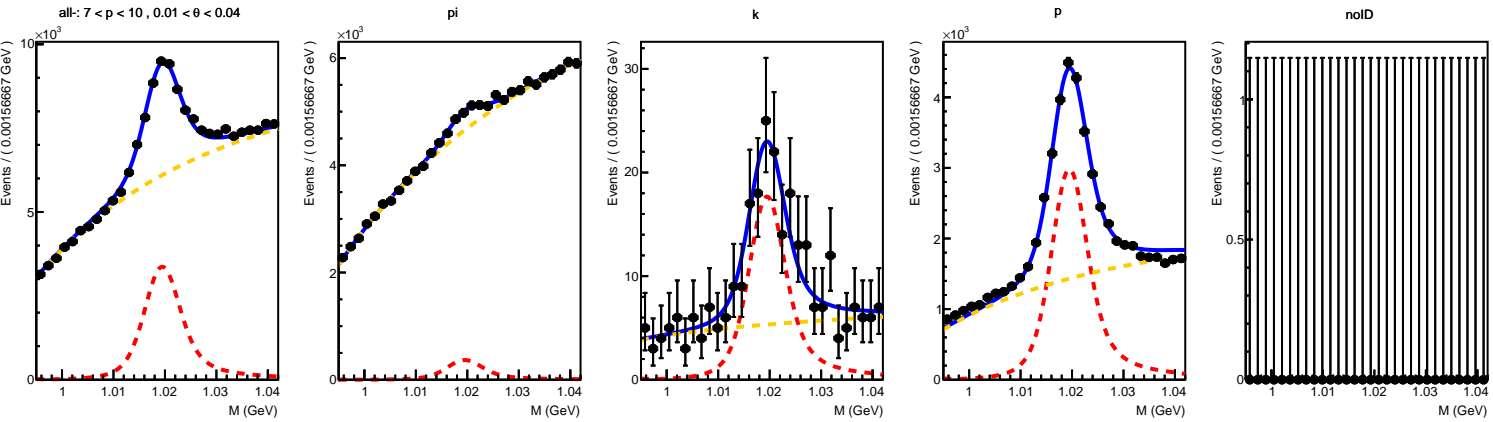 all-: 7 < p < 10 , 0.01 < θ < 0.04
×10³
Events / ( 0.00156667 GeV )
10
5
0
1 1.01 1.02 1.03 1.04
M (GeV)
pi
×10³
Events / ( 0.00156667 GeV )
6
4
2
0
1 1.01 1.02 1.03 1.04
M (GeV)
k
Events / ( 0.00156667 GeV )
30
20
10
0
1 1.01 1.02 1.03 1.04
M (GeV)
p
×10³
Events / ( 0.00156667 GeV )
4
3
2
1
0
1 1.01 1.02 1.03 1.04
M (GeV)
noID
Events / ( 0.00156667 GeV )
1
0.5
0
1 1.01 1.02 1.03 1.04
M (GeV)